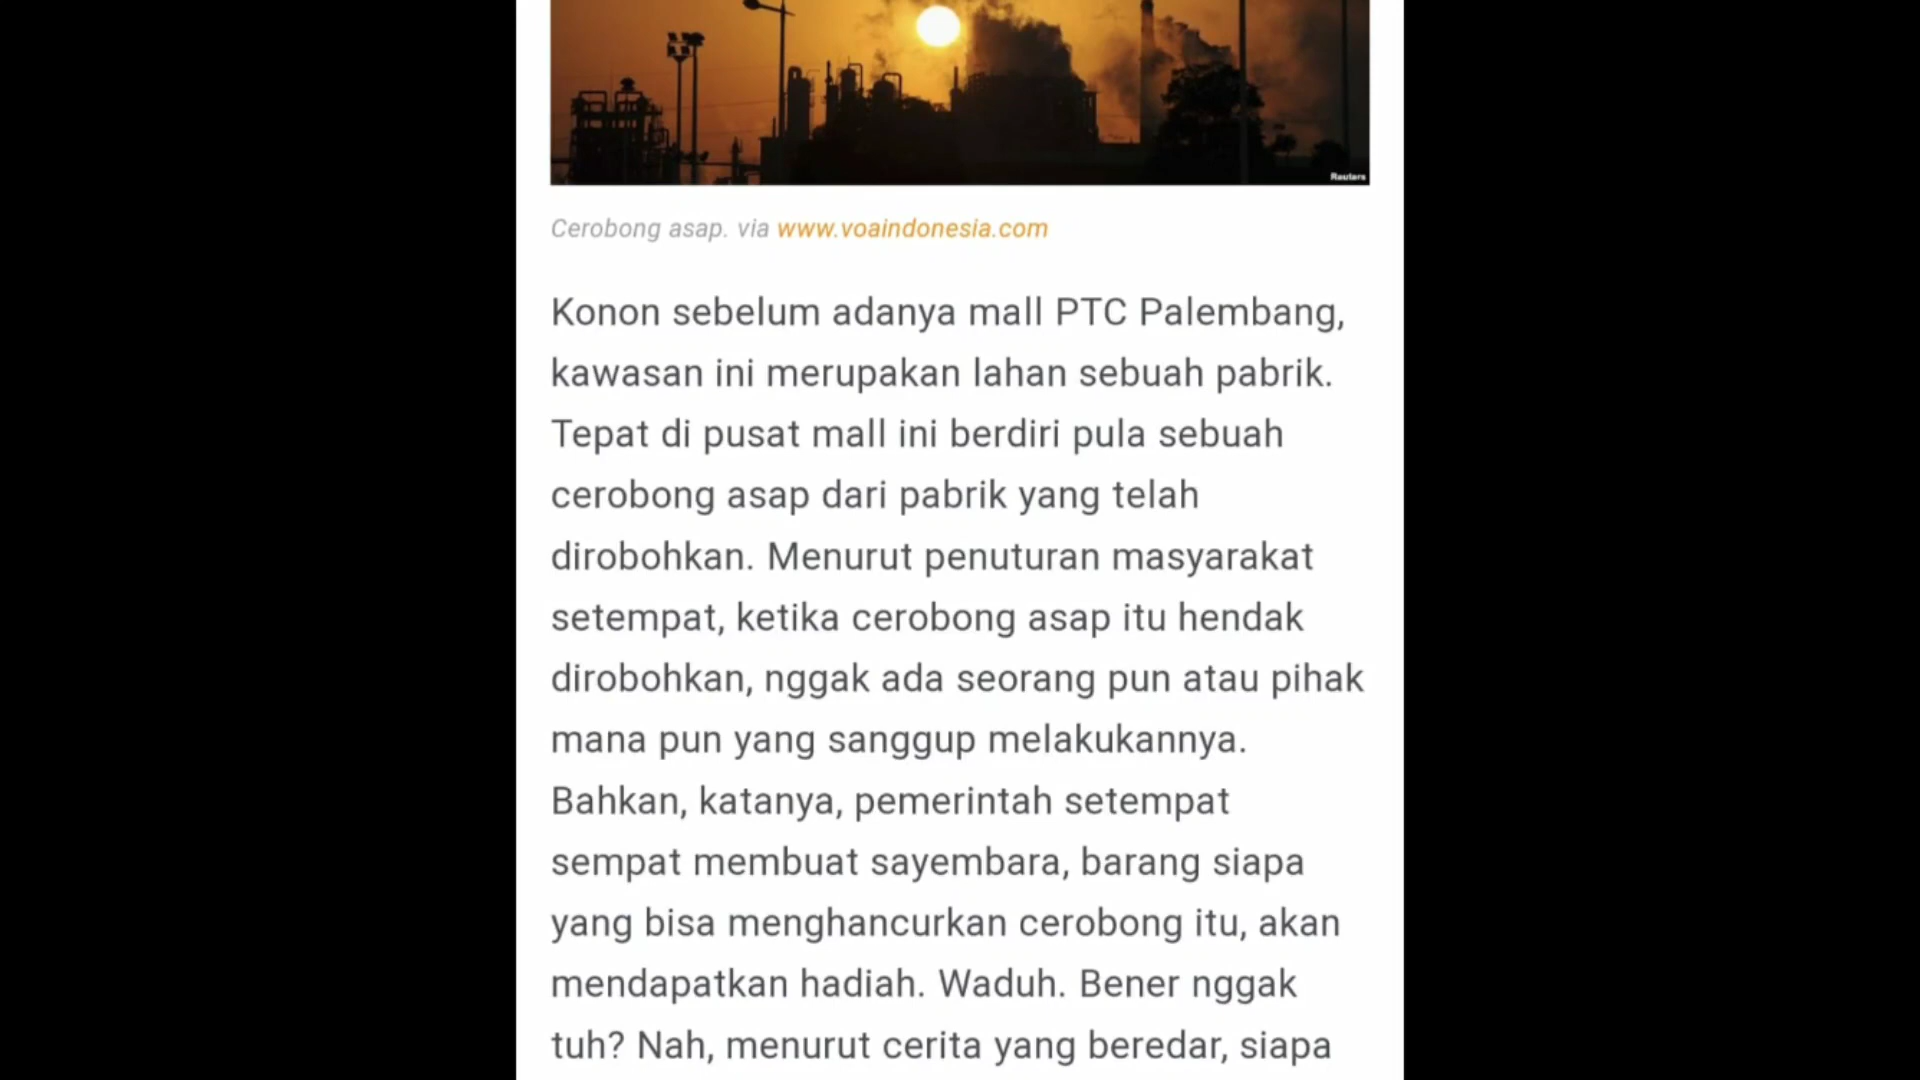 Reuters
Cerobong asap. via www.voaindonesia.com
Konon sebelum adanya mall PTC Palembang,
kawasan ini merupakan lahan sebuah pabrik.
Tepat di pusat mall ini berdiri pula sebuah
cerobong asap dari pabrik yang telah
dirobohkan. Menurut penuturan masyarakat
setempat, ketika cerobong asap itu hendak
dirobohkan, nggak ada seorang pun atau pihak
mana pun yang sanggup melakukannya.
Bahkan, katanya, pemerintah setempat
sempat membuat sayembara, barang siapa
yang bisa menghancurkan cerobong itu, akan
mendapatkan hadiah. Waduh. Bener nggak
tuh? Nah, menurut cerita yang beredar, siapa